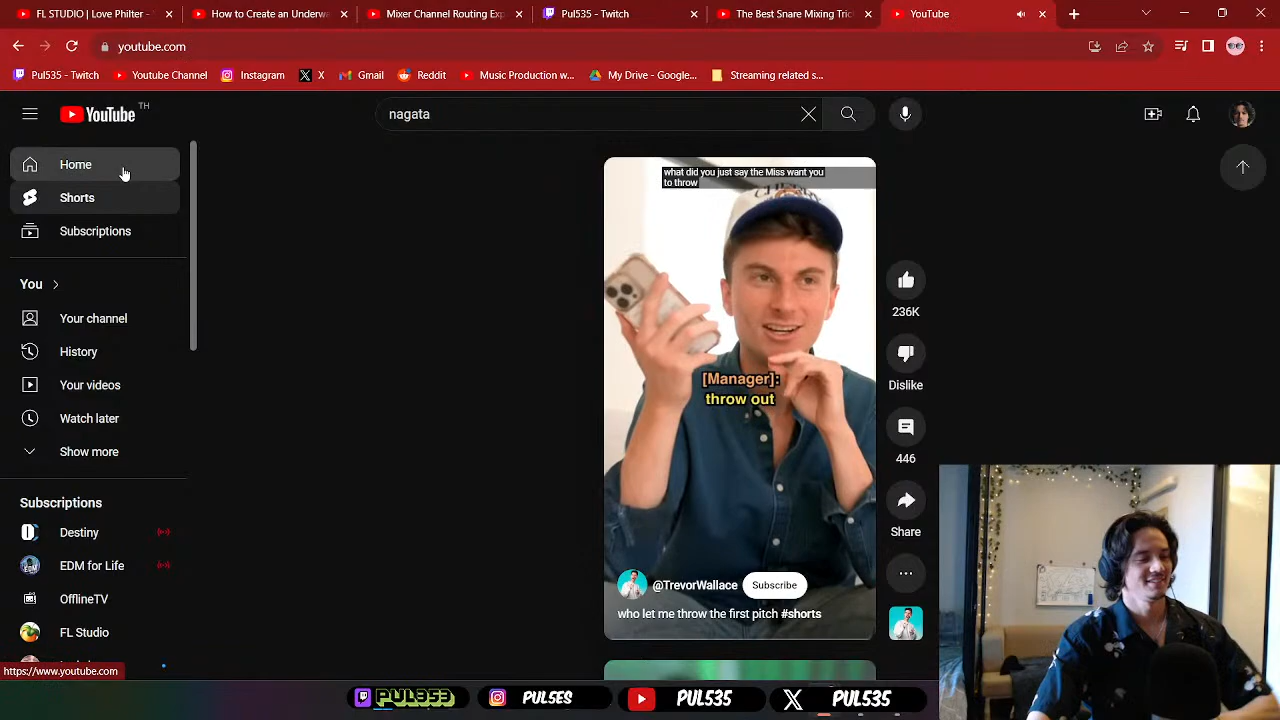 FL STUDIO | Love Philter -
How to Create an Underw
Mixer Channel Routing Exp
Pul535 - Twitch
The Best Snare Mixing Tric
YouTube
youtube.com
Pul535 - Twitch
Youtube Channel
Instagram
X
Gmail
Reddit
Music Production w...
My Drive - Google...
Streaming related s...
YouTube TH
nagata
Home
Shorts
Subscriptions
You
Your channel
History
Your videos
Watch later
Show more
Subscriptions
Destiny
EDM for Life
OfflineTV
FL Studio
https://www.youtube.com
what did you just say the Miss want you
to throw
[Manager]:
throw out
@TrevorWallace
Subscribe
who let me throw the first pitch #shorts
236K
Dislike
446
Share
PUL353
PUL5ES
PUL535
PUL535